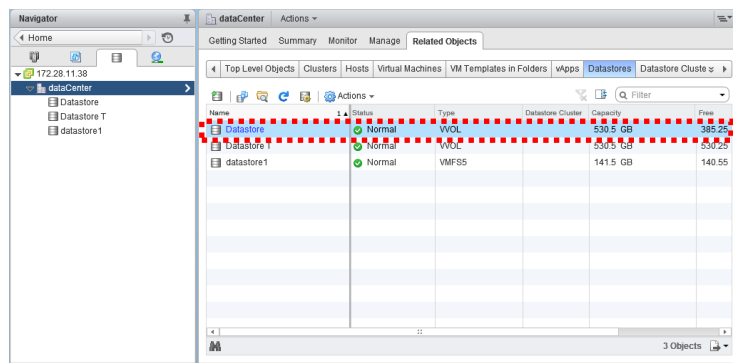 Navigator
Home
172.28.11.38
dataCenter
Datastore
Datastore T
datastore1
dataCenter Actions
Getting Started Summary Monitor Manage Related Objects
Top Level Objects Clusters Hosts Virtual Machines VM Templates in Folders vApps Datastores Datastore Cluste
Actions Filter
Name 1 Status Type Datastore Cluster Capacity Free
Datastore Normal VVOL 530.5 GB 385.25
Datastore T Normal VVOL 530.5 GB 530.25
datastore1 Normal VMFS5 141.5 GB 140.55
3 Objects